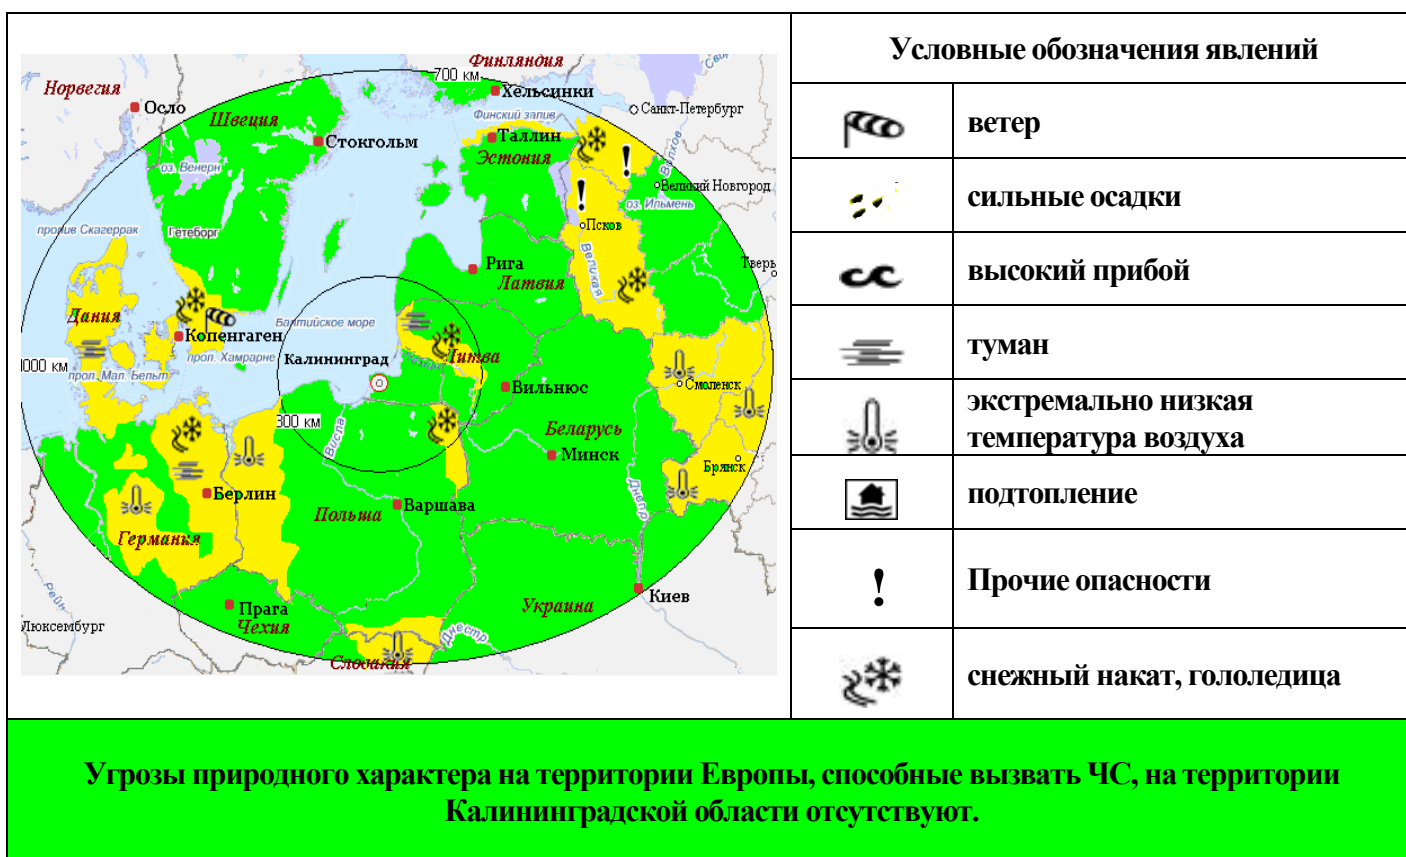 Условные обозначения явлений
Норвегия
Осло
Швеция
Стокгольм
оз. Венерн
Финляндия
700 км
Хельсинки
Санкт-Петербург
Финский залив
Таллин
Эстония
Волхов
Великий Новгород
оз. Ильмень
Псков
Великая
Тверь
пролив Скагеррак
Гетеборг
Рига
Латвия
Дания
Копенгаген
Балтийское море
Калининград
прол. Хамрарне
1000 км
прол. Мал. Бельт
Литва
Вильнюс
Смоленск
300 км
Висла
Беларусь
Минск
Брянск
Днепр
Берлин
Польша
Варшава
Германия
Рейн
Прага
Чехия
Украина
Киев
Люксембург
Днестр
Словакия
ветер
сильные осадки
высокий прибой
туман
экстремально низкая
температура воздуха
подтопление
!
Прочие опасности
снежный накат, гололедица
Угрозы природного характера на территории Европы, способные вызвать ЧС, на территории
Калининградской области отсутствуют.